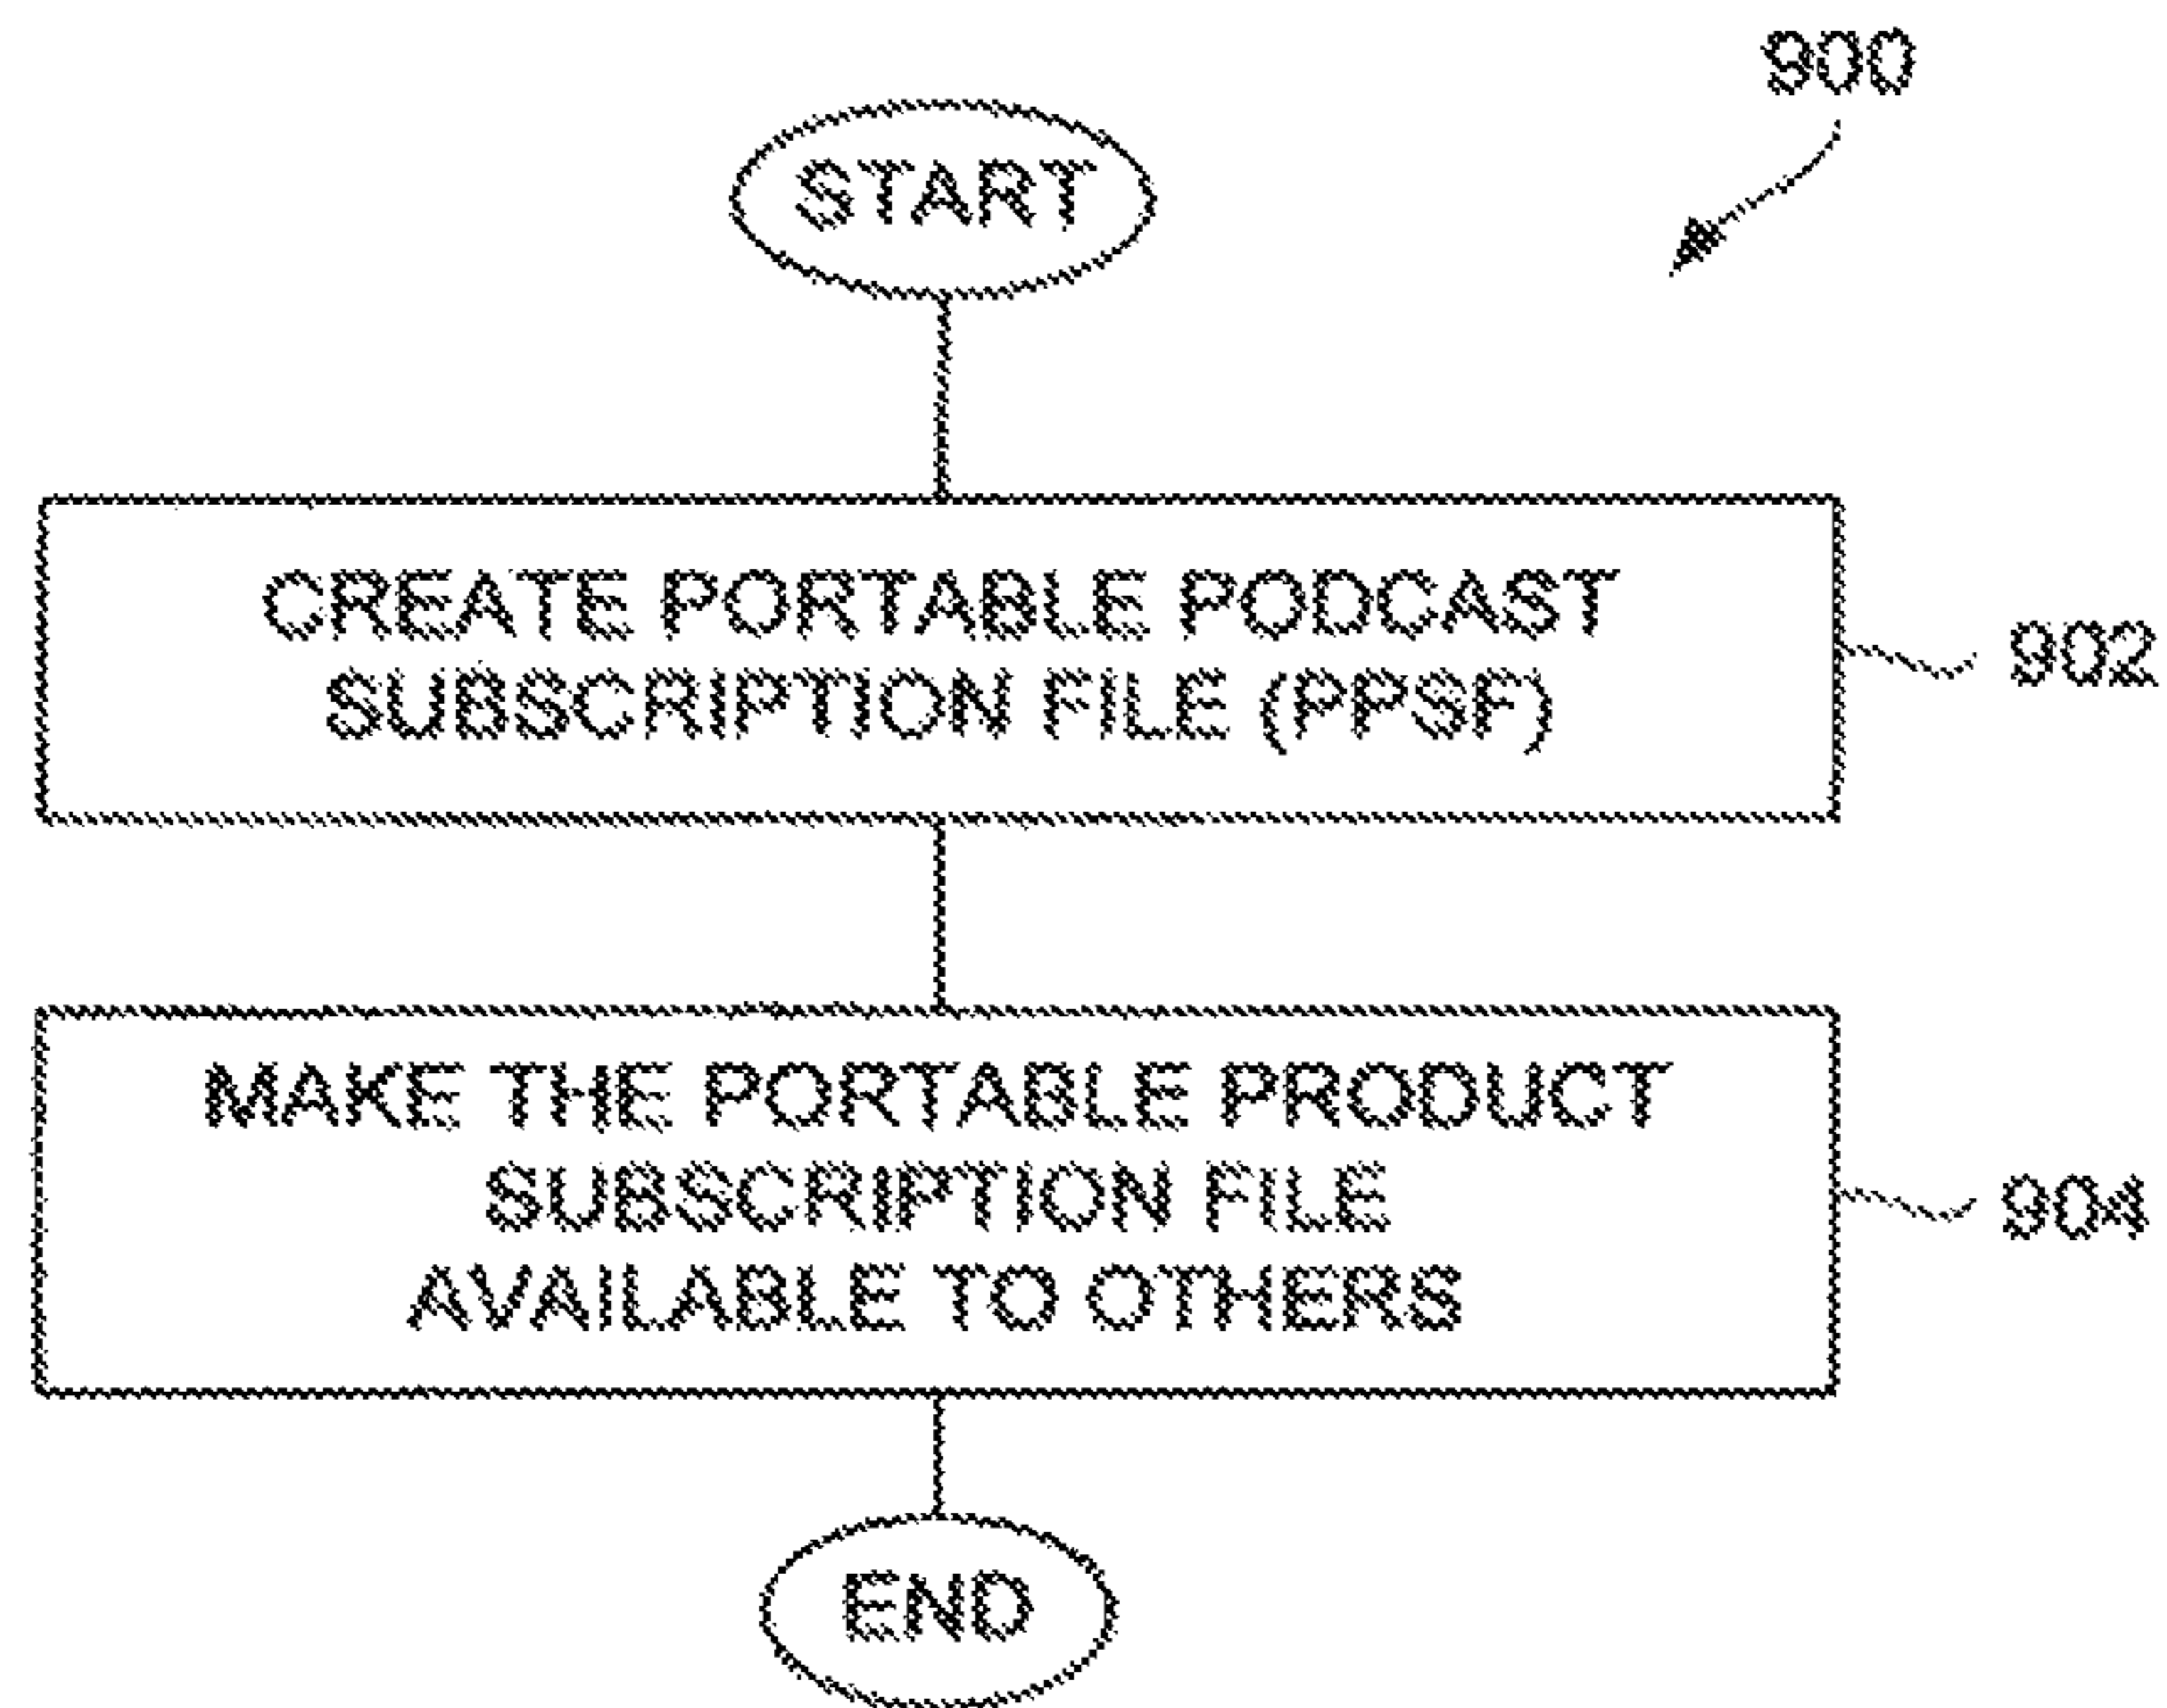 900
START
CREATE PORTABLE PODCAST
SUBSCRIPTION FILE (PPSF)
902
MAKE THE PORTABLE PRODUCT
SUBSCRIPTION FILE
AVAILABLE TO OTHERS
904
END